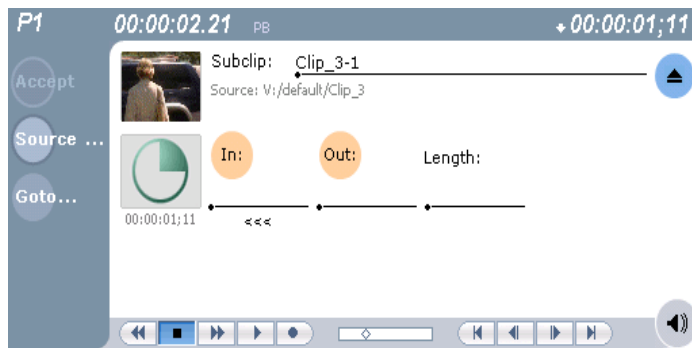 P1 00:00:02.21 PB +00:00:01;11
Accept
Source ...
Goto...
Subclip: Clip_3-1
Source: V:/default/Clip_3
In: Out: Length:
00:00:01;11 <<<